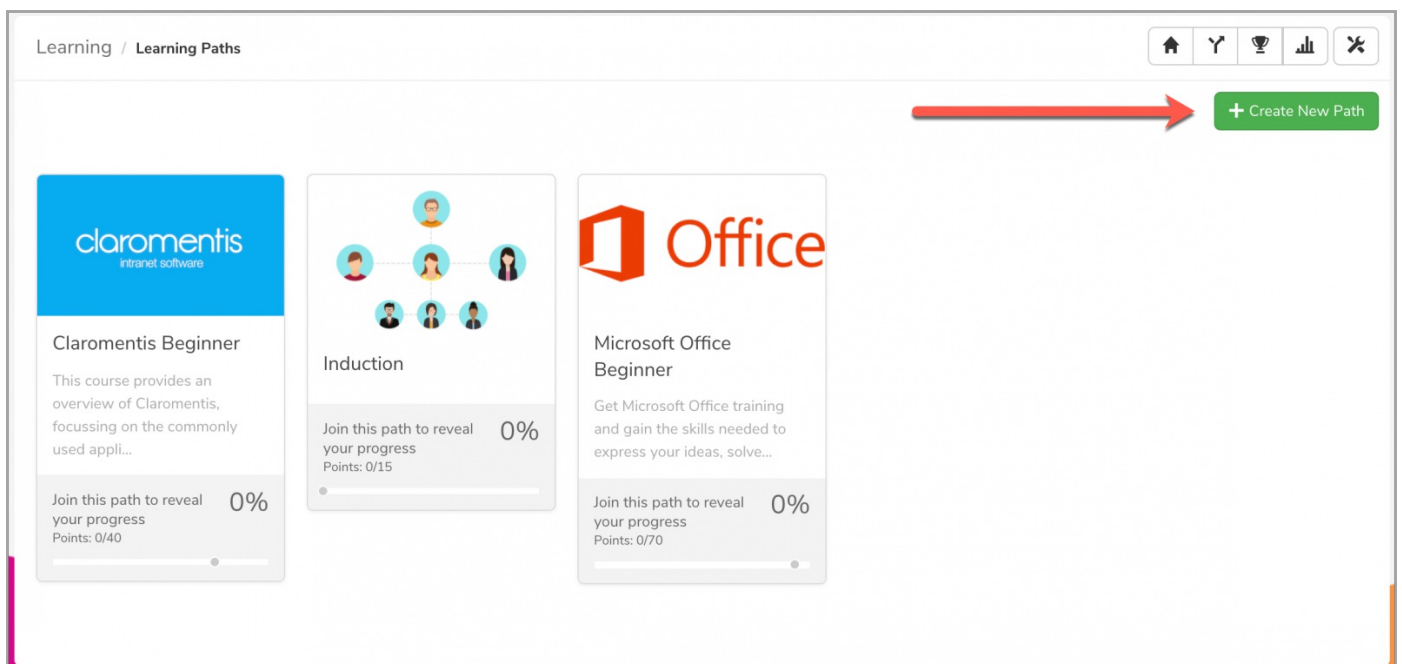 Learning / Learning Paths
+ Create New Path
claromentis
intranet software
Claromentis Beginner
This course provides an
overview of Claromentis,
focussing on the commonly
used appli...
Join this path to reveal
your progress
0%
Points: 0/40
Induction
Join this path to reveal
your progress
0%
Points: 0/15
Office
Microsoft Office
Beginner
Get Microsoft Office training
and gain the skills needed to
express your ideas, solve...
Join this path to reveal
your progress
0%
Points: 0/70